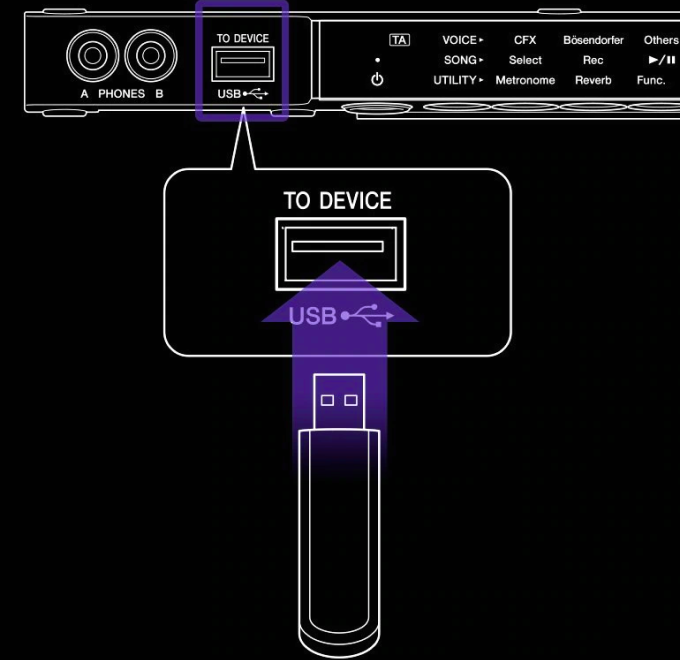 TO DEVICE
USB
A PHONES B
TA
VOICE▸ CFX Bösendorfer Others
SONG▸ Select Rec ▶/II
UTILITY▸ Metronome Reverb Func.
TO DEVICE
USB